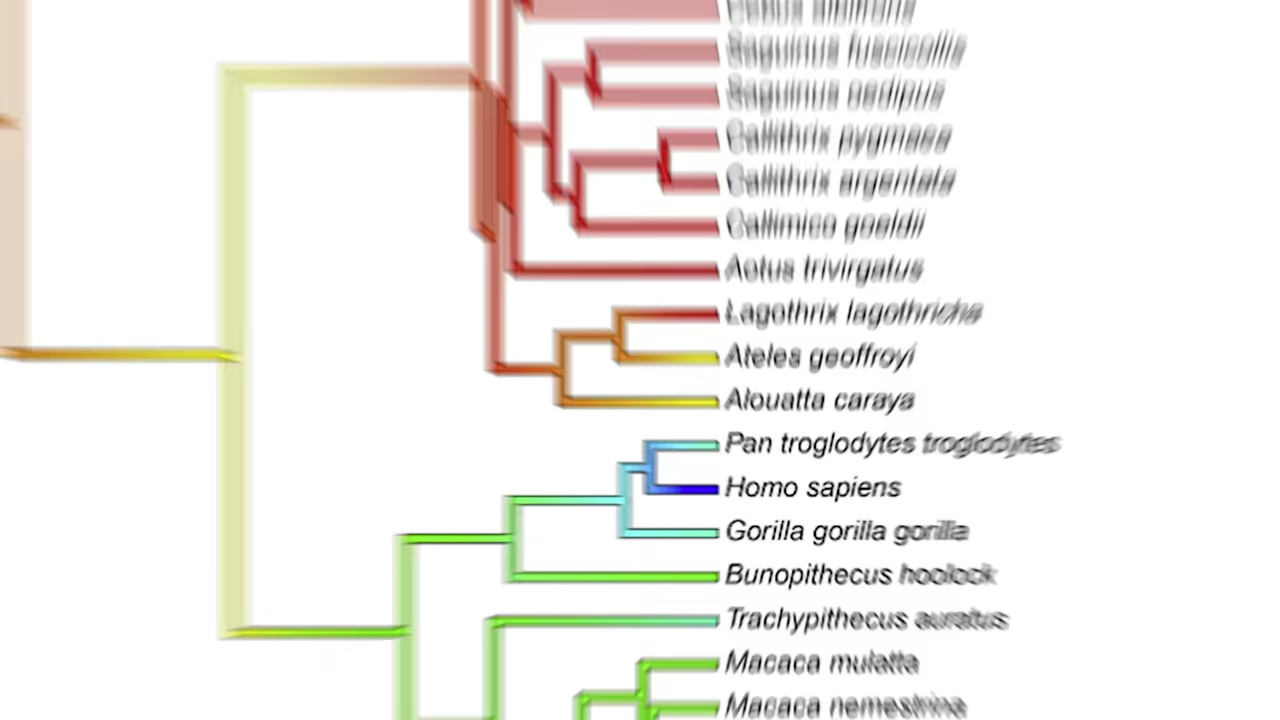 Saguinus fuscicollis
Saguinus oedipus
Callithrix pygmaea
Callithrix argentata
Callimico goeldii
Aotus trivirgatus
Lagothrix lagothricha
Ateles geoffroyi
Alouatta caraya
Pan troglodytes troglodytes
Homo sapiens
Gorilla gorilla gorilla
Bunopithecus hoolock
Trachypithecus auratus
Macaca mulatta
Macaca nemestrina